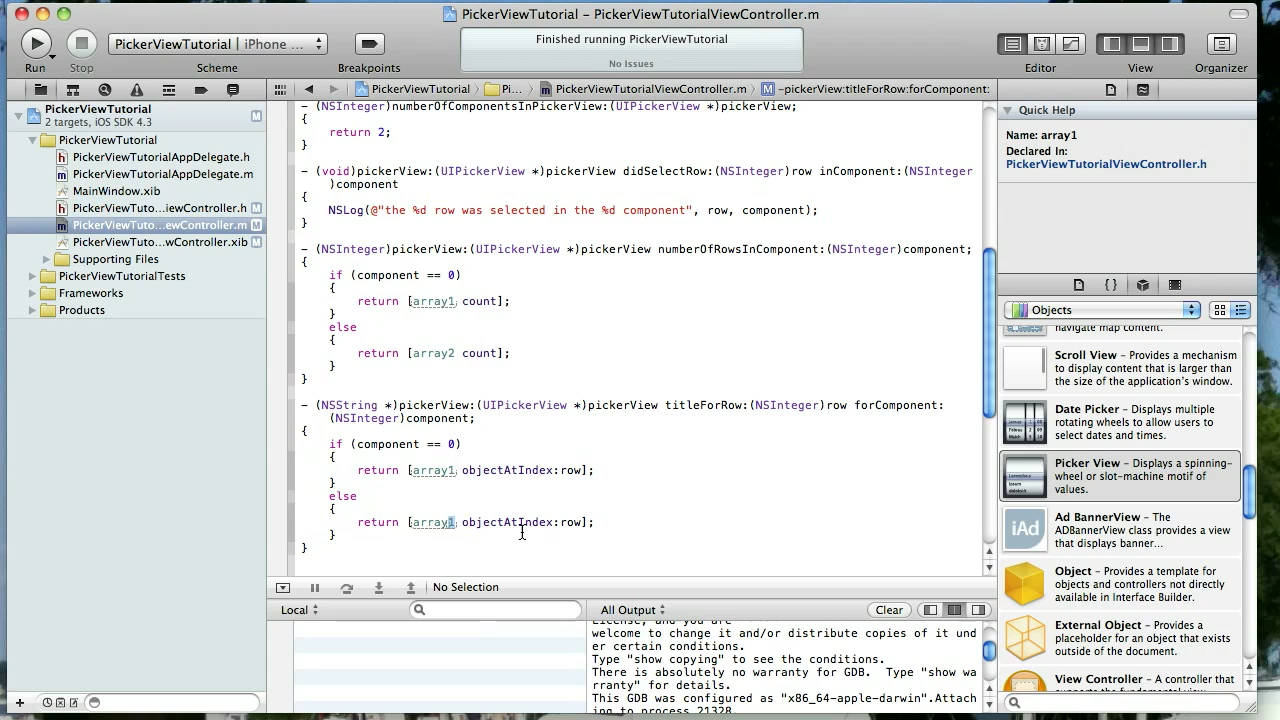 PickerViewTutorial – PickerViewTutorialViewController.m
Run
Stop
PickerViewTutorial | iPhone ...
Scheme
Breakpoints
Finished running PickerViewTutorial
No Issues
Editor
View
Organizer
PickerViewTutorial
Pi...
PickerViewTutorialViewController.m
-pickerView:titleForRow:forComponent:
PickerViewTutorial
2 targets, iOS SDK 4.3
M
PickerViewTutorial
PickerViewTutorialAppDelegate.h
PickerViewTutorialAppDelegate.m
MainWindow.xib
PickerViewTuto...iewController.h M
PickerViewTuto...ewController.m M
PickerViewTuto...wController.xib M
Supporting Files
PickerViewTutorialTests
Frameworks
Products
- (NSInteger)numberOfComponentsInPickerView:(UIPickerView *)pickerView;
{
return 2;
}
- (void)pickerView:(UIPickerView *)pickerView didSelectRow:(NSInteger)row inComponent:(NSInteger
)component
{
NSLog(@"the %d row was selected in the %d component", row, component);
}
- (NSInteger)pickerView:(UIPickerView *)pickerView numberOfRowsInComponent:(NSInteger)component;
{
if (component == 0)
{
return [array1 count];
}
else
{
return [array2 count];
}
}
- (NSString *)pickerView:(UIPickerView *)pickerView titleForRow:(NSInteger)row forComponent:
(NSInteger)component;
{
if (component == 0)
{
return [array1 objectAtIndex:row];
}
else
{
return [array1 objectAtIndex:row];
}
}
No Selection
Local
All Output
Clear
License, and you are
welcome to change it and/or distribute copies of it und
er certain conditions.
Type "show copying" to see the conditions.
There is absolutely no warranty for GDB.  Type "show wa
rranty" for details.
This GDB was configured as "x86_64-apple-darwin".Attach
ing to process 21328.
Quick Help
Name: array1
Declared In:
PickerViewTutorialViewController.h
{ }
Objects
navigate map content.
Scroll View – Provides a mechanism
to display content that is larger than
the size of the application's window.
Date Picker – Displays multiple
rotating wheels to allow users to
select dates and times.
Picker View – Displays a spinning-
wheel or slot-machine motif of
values.
iAd
Ad BannerView – The
ADBannerView class provides a view
that displays banner...
Object – Provides a template for
objects and controllers not directly
available in Interface Builder.
External Object – Provides a
placeholder for an object that exists
outside of the document.
View Controller – A controller that